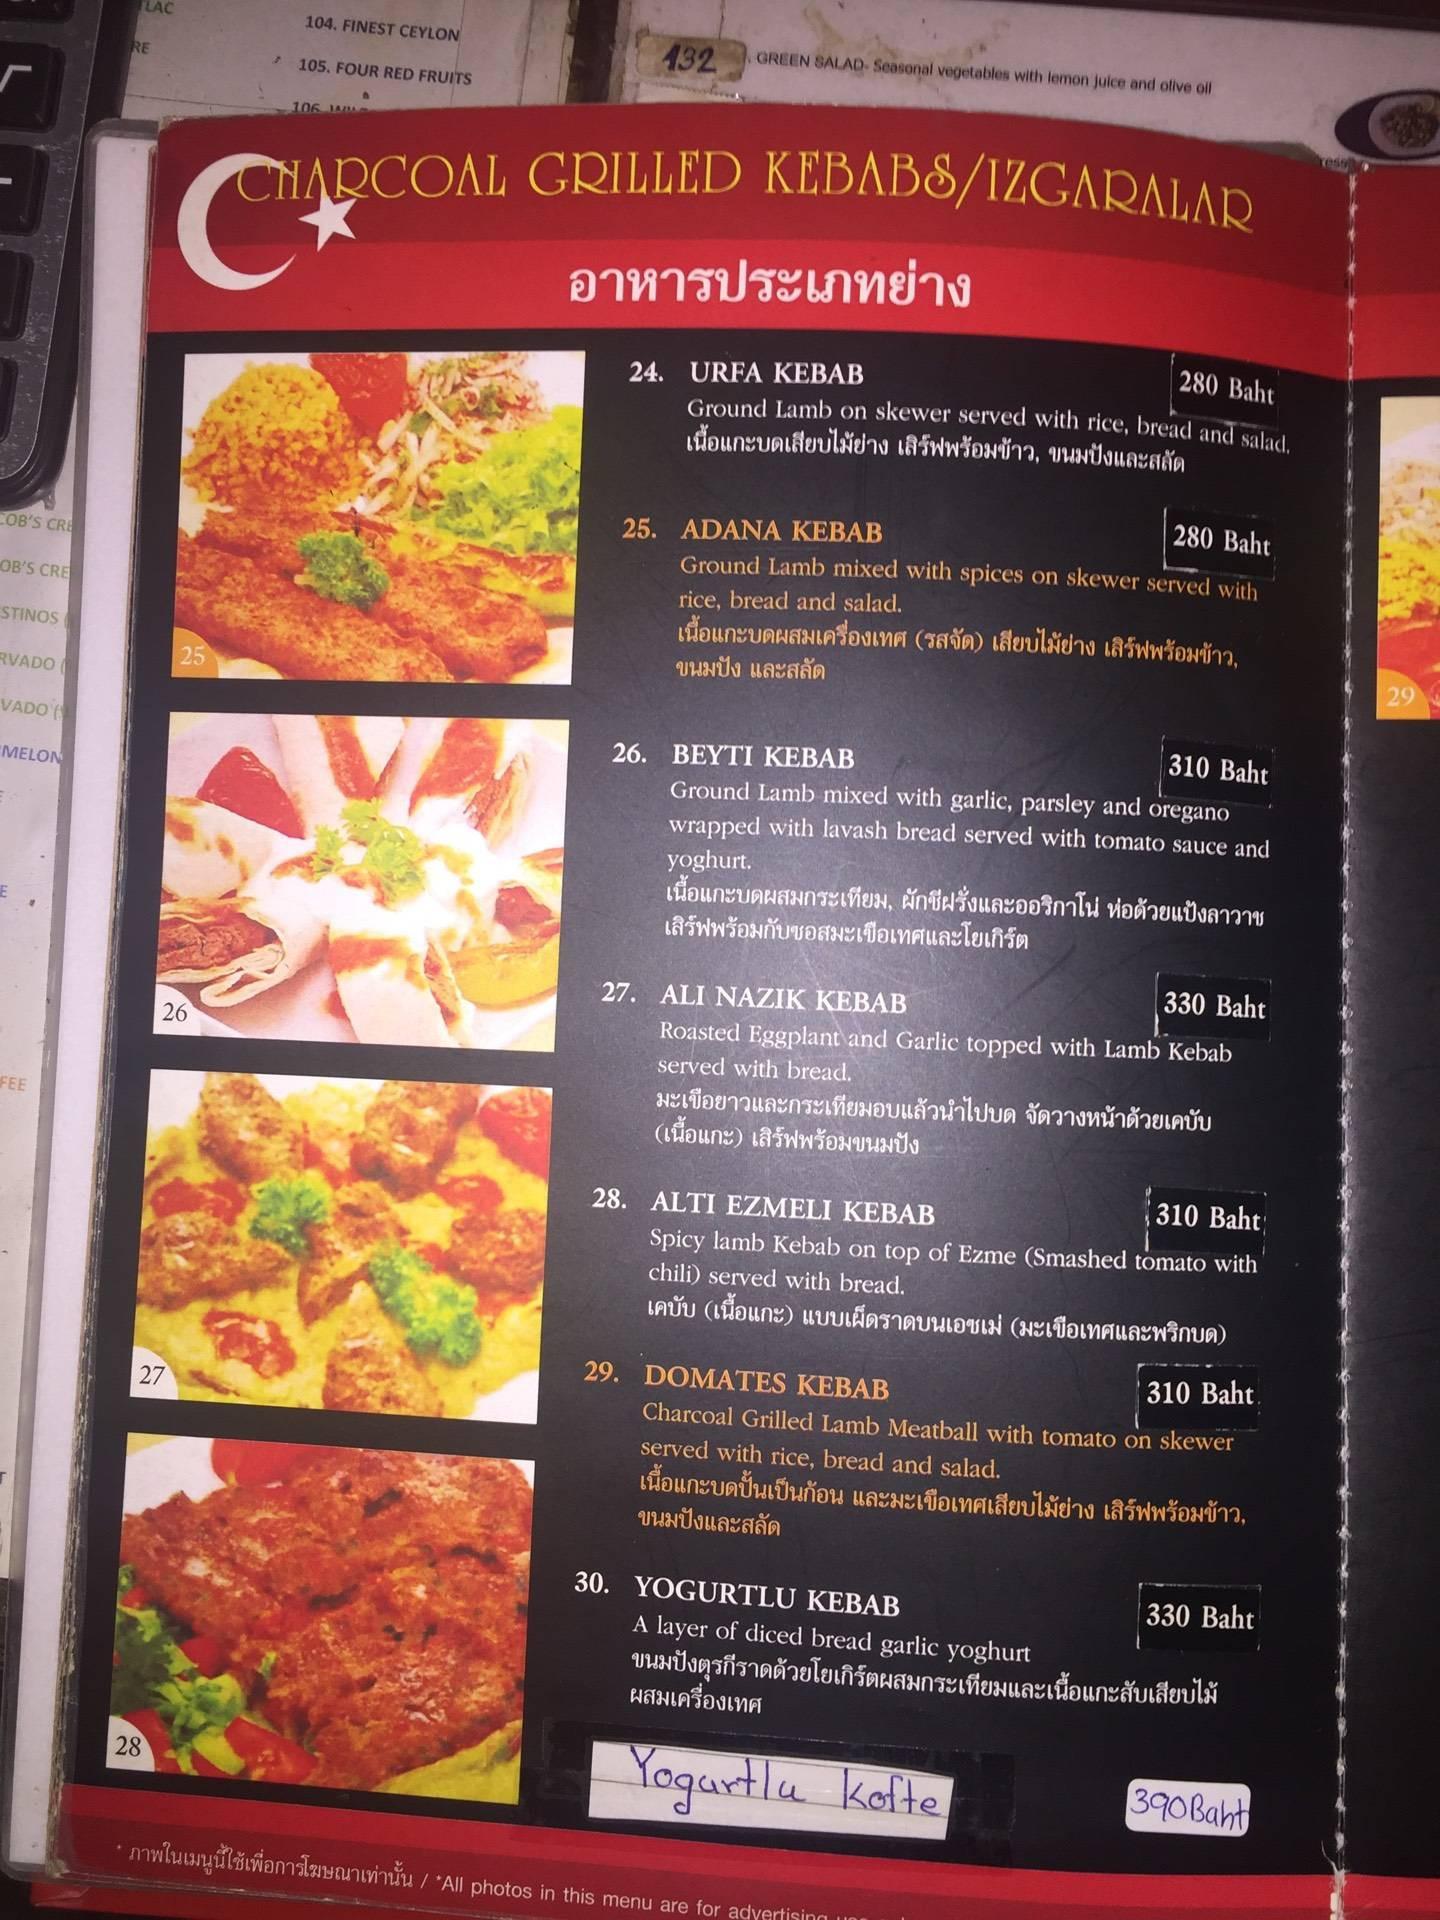 TLAC
RE
104. FINEST CEYLON
105. FOUR RED FRUITS
106.
132
GREEN SALAD- Seasonal vegetables with lemon juice and olive oil
CHARCOAL GRILLED KEBABS/IZGARALAR
อาหารประเภทย่าง
24. URFA KEBAB 280 Baht
Ground Lamb on skewer served with rice, bread and salad.
เนื้อแกะบดเสียบไม้ย่าง เสิร์ฟพร้อมข้าว, ขนมปังและสลัด
25. ADANA KEBAB 280 Baht
Ground Lamb mixed with spices on skewer served with
rice, bread and salad.
เนื้อแกะบดผสมเครื่องเทศ (รสจัด) เสียบไม้ย่าง เสิร์ฟพร้อมข้าว,
ขนมปัง และสลัด
25
26. BEYTI KEBAB 310 Baht
Ground Lamb mixed with garlic, parsley and oregano
wrapped with lavash bread served with tomato sauce and
yoghurt.
เนื้อแกะบดผสมกระเทียม, ผักชีฝรั่งและออริกาโน่ ห่อด้วยแป้งลาวาช
เสิร์ฟพร้อมกับซอสมะเขือเทศและโยเกิร์ต
26
27. ALI NAZIK KEBAB 330 Baht
Roasted Eggplant and Garlic topped with Lamb Kebab
served with bread.
มะเขือยาวและกระเทียมอบแล้วนำไปบด จัดวางหน้าด้วยเคบับ
(เนื้อแกะ) เสิร์ฟพร้อมขนมปัง
27
28. ALTI EZMELI KEBAB 310 Baht
Spicy lamb Kebab on top of Ezme (Smashed tomato with
chili) served with bread.
เคบับ (เนื้อแกะ) แบบเผ็ดราดบนเอซเม่ (มะเขือเทศและพริกบด)
29. DOMATES KEBAB 310 Baht
Charcoal Grilled Lamb Meatball with tomato on skewer
served with rice, bread and salad.
เนื้อแกะบดปั้นเป็นก้อน และมะเขือเทศเสียบไม้ย่าง เสิร์ฟพร้อมข้าว,
ขนมปังและสลัด
30. YOGURTLU KEBAB 330 Baht
A layer of diced bread garlic yoghurt
ขนมปังตุรกีราดด้วยโยเกิร์ตผสมกระเทียมและเนื้อแกะสับเสียบไม้
ผสมเครื่องเทศ
28
Yogurtlu kofte 390Baht
* ภาพในเมนูนี้ใช้เพื่อการโฆษณาเท่านั้น / *All photos in this menu are for advertising
29
COB'S CRE
OB'S CRE
STINOS (
RVADO (
VADO (
MELON
FEE